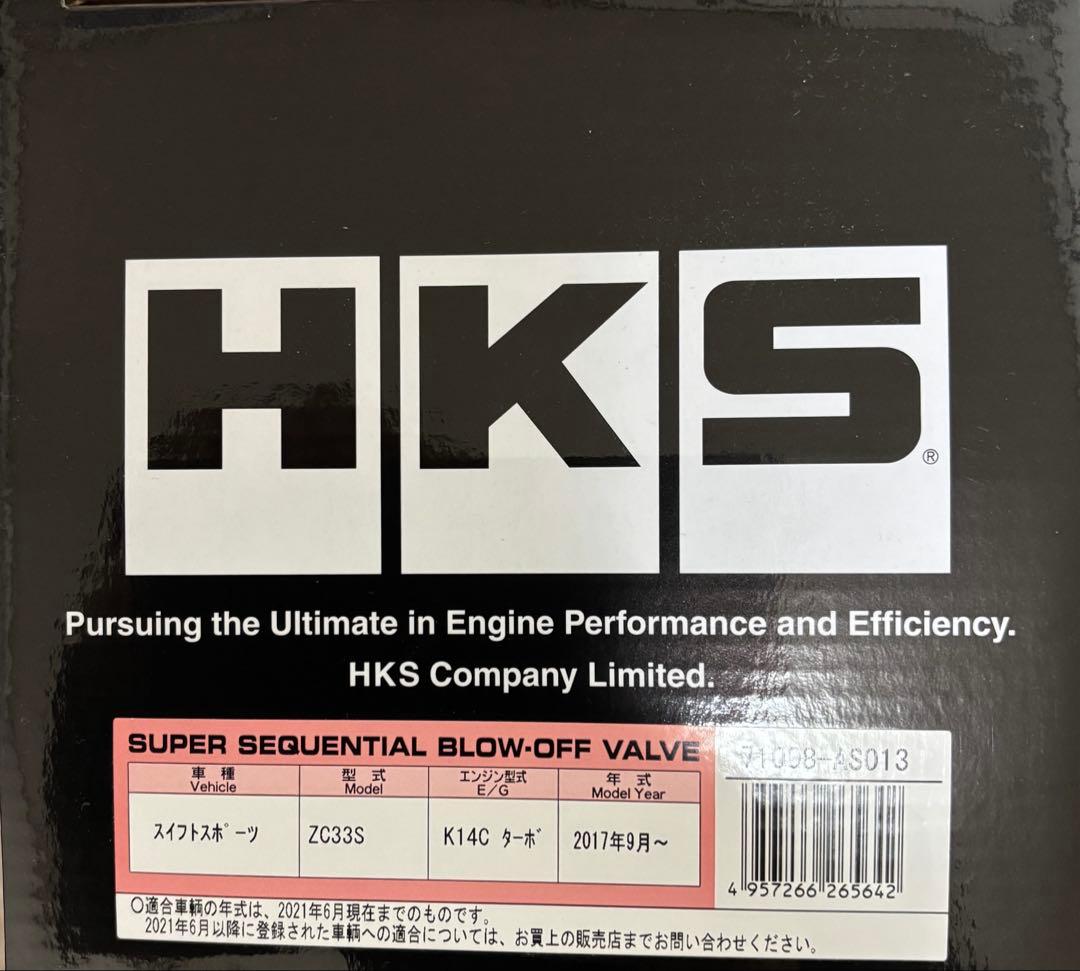 HKS®
Pursuing the Ultimate in Engine Performance and Efficiency.
HKS Company Limited.
SUPER SEQUENTIAL BLOW-OFF VALVE
71008-AS013
車種 型式 エンジン型式 年式
Vehicle Model E/G Model Year
スイフトスポーツ ZC33S K14C ターボ 2017年9月~
4 957266 265642
○適合車輌の年式は、2021年6月現在までのものです。
2021年6月以降に登録された車輌への適合については、お買上の販売店までお問い合わせください。